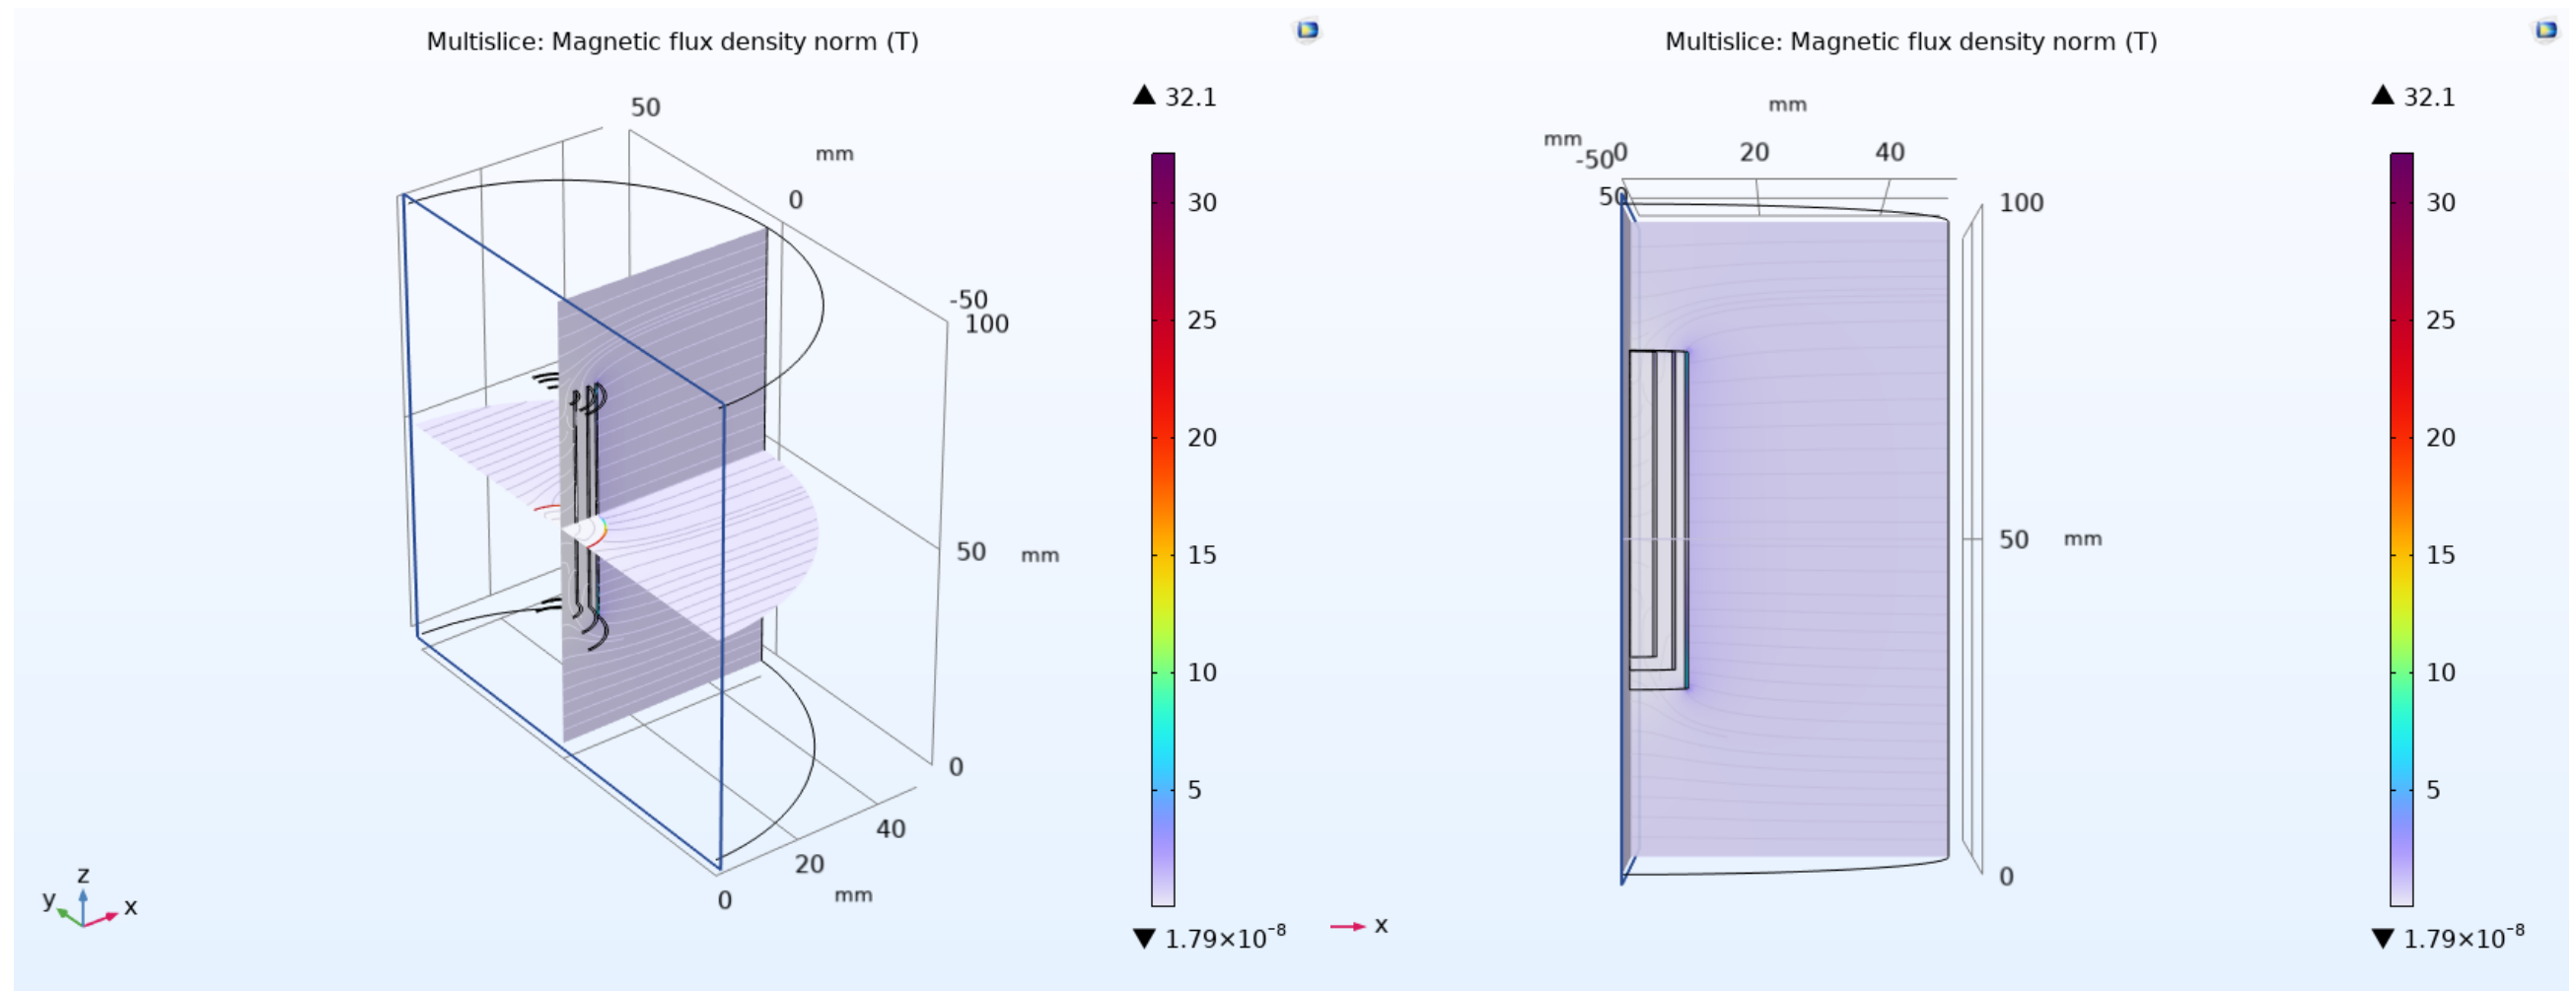 Multislice: Magnetic flux density norm (T)
50
mm
0
-50
100
50 mm
0
40
20
mm
0
z
y
x
▲ 32.1
30
25
20
15
10
5
▼ 1.79×10⁻⁸
Multislice: Magnetic flux density norm (T)
mm
mm
-50
0 20 40
50
100
50 mm
0
x
▲ 32.1
30
25
20
15
10
5
▼ 1.79×10⁻⁸